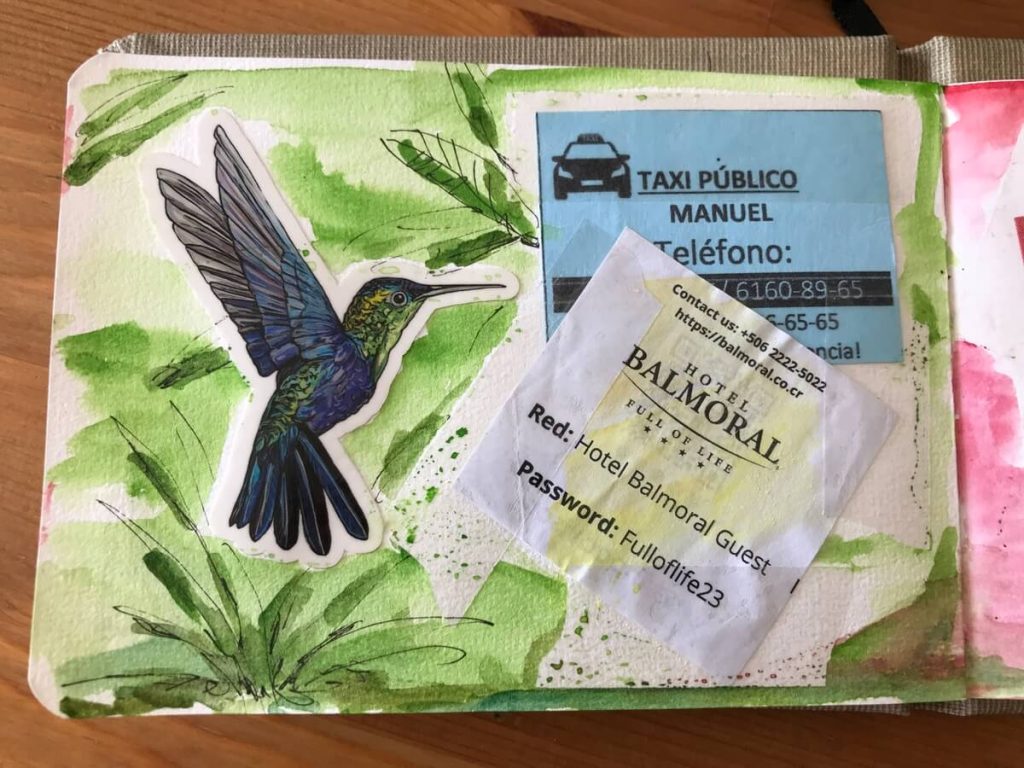 TAXI PÚBLICO
MANUEL
Teléfono:
/ 6160-89-65
6-65-65
ncia!
Contact us: +506 2222-5022
https://balmoral.co.cr
HOTEL
BALMORAL
FULL OF LIFE
Red: Hotel Balmoral Guest
Password: Fulloflife23